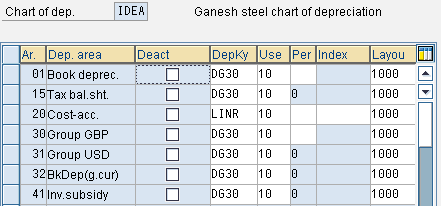 Chart of dep. IDEA Ganesh steel chart of depreciation
Ar. Dep. area Deact DepKy Use Per Index Layou
01 Book deprec. DG30 10 1000
15 Tax bal.sht. DG30 10 0 1000
20 Cost-acc. LINR 10 1000
30 Group GBP DG30 10 1000
31 Group USD DG30 10 0 1000
32 BkDep(g.cur) DG30 10 0 1000
41 Inv.subsidy DG30 10 0 1000